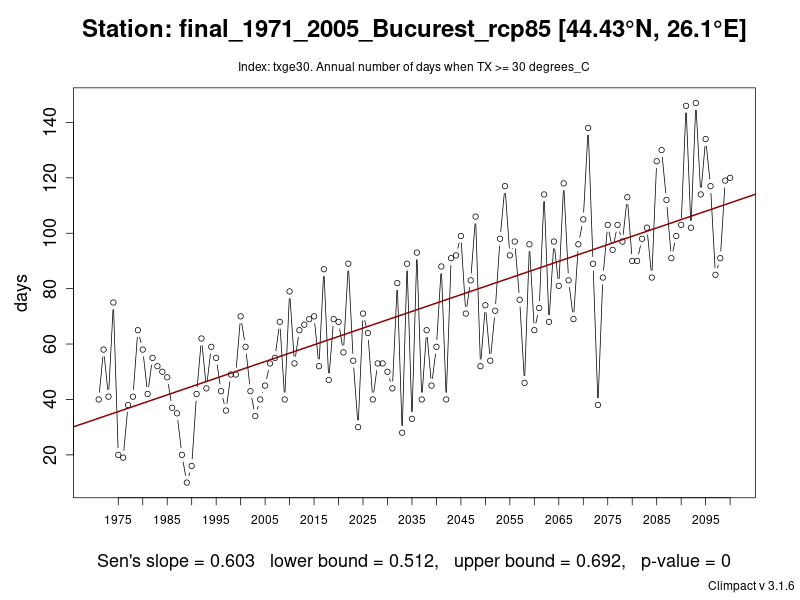 Station: final_1971_2005_Bucurest_rcp85 [44.43°N, 26.1°E]
Index: txge30. Annual number of days when TX >= 30 degrees_C
days
140
120
100
80
60
40
20
1975 1985 1995 2005 2015 2025 2035 2045 2055 2065 2075 2085 2095
Sen's slope = 0.603 lower bound = 0.512, upper bound = 0.692, p-value = 0
Climpact v 3.1.6